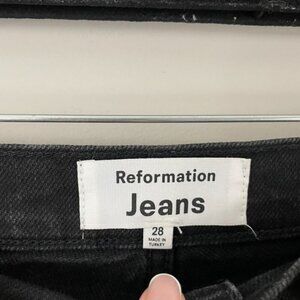 Reformation
Jeans
28
MADE IN
TURKEY